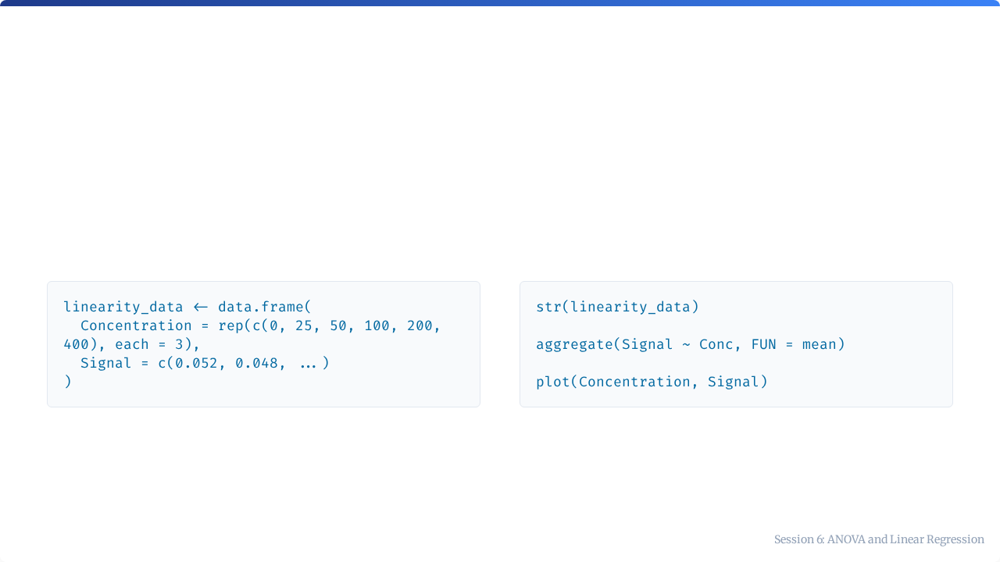 linearity_data <- data.frame(
  Concentration = rep(c(0, 25, 50, 100, 200,
400), each = 3),
  Signal = c(0.052, 0.048, ...)
)
str(linearity_data)
aggregate(Signal ~ Conc, FUN = mean)
plot(Concentration, Signal)
Session 6: ANOVA and Linear Regression